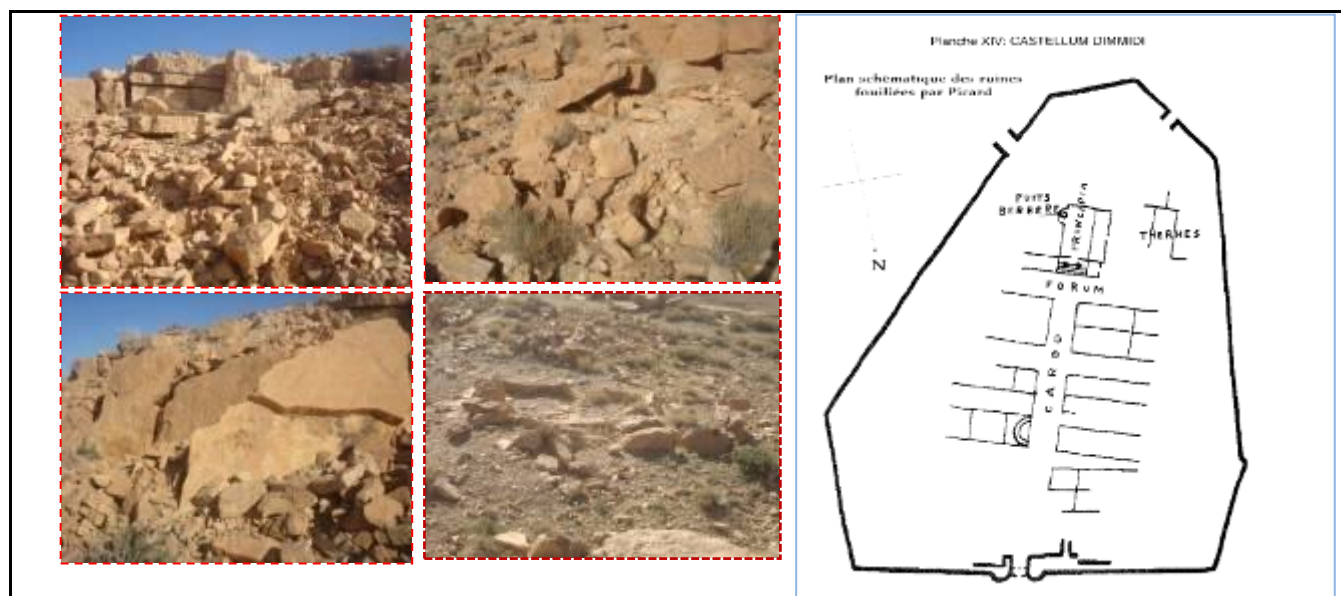 Planche XIV: CASTELLUM DIMMIDI
Plan schématique des ruines
fouillées par Picard
PUITS
BERBERE
PRINCIPIA
THERMES
FORUM
CARDO
N